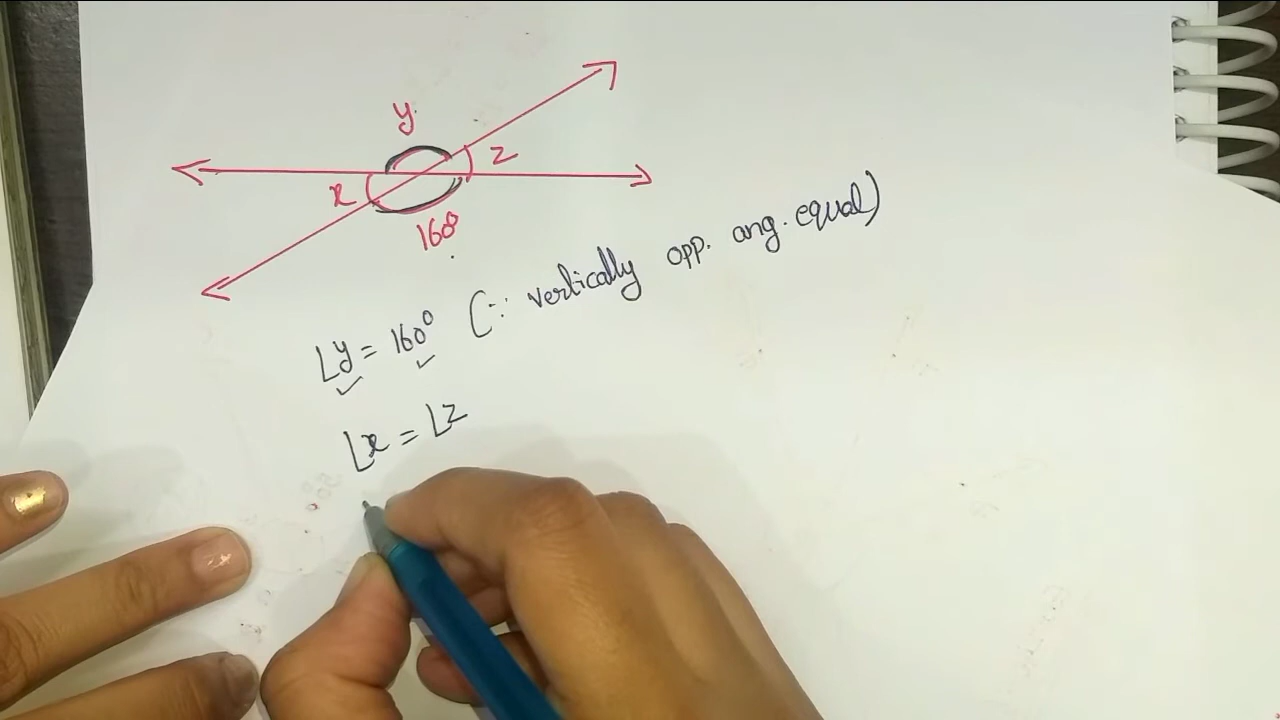 y.
z
x
160°
∟y = 160° (∵ vertically opp. ang. equal)
∟x = ∟z